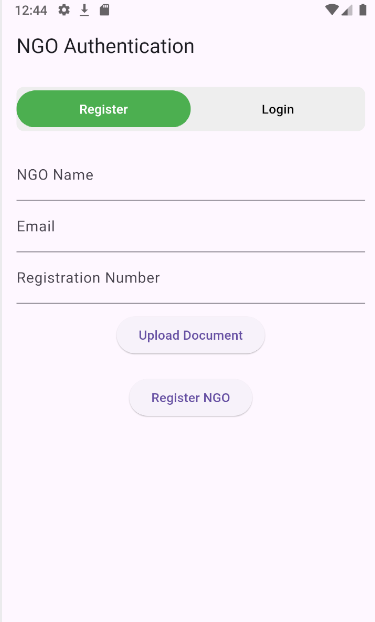 12:44
NGO Authentication
Register Login
NGO Name
Email
Registration Number
Upload Document
Register NGO